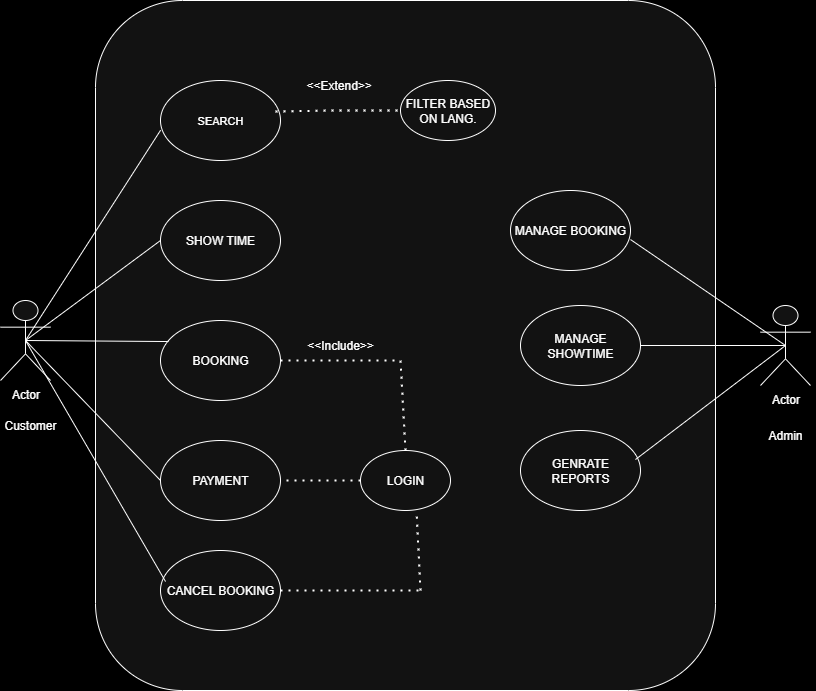 <<Extend>>
SEARCH
FILTER BASED
ON LANG.
SHOW TIME
MANAGE BOOKING
<<Include>>
BOOKING
MANAGE
SHOWTIME
Actor
Customer
Actor
Admin
PAYMENT
LOGIN
GENRATE
REPORTS
CANCEL BOOKING